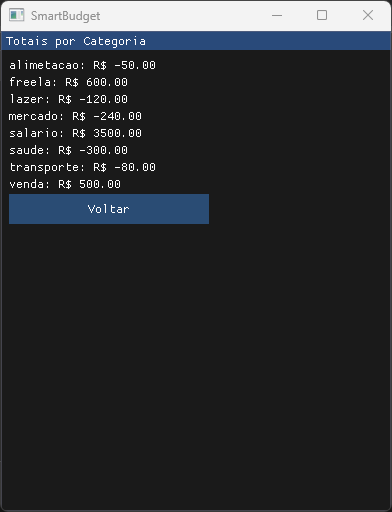 SmartBudget
Totais por Categoria
alimetacao: R$ -50.00
freela: R$ 600.00
lazer: R$ -120.00
mercado: R$ -240.00
salario: R$ 3500.00
saude: R$ -300.00
transporte: R$ -80.00
venda: R$ 500.00
Voltar